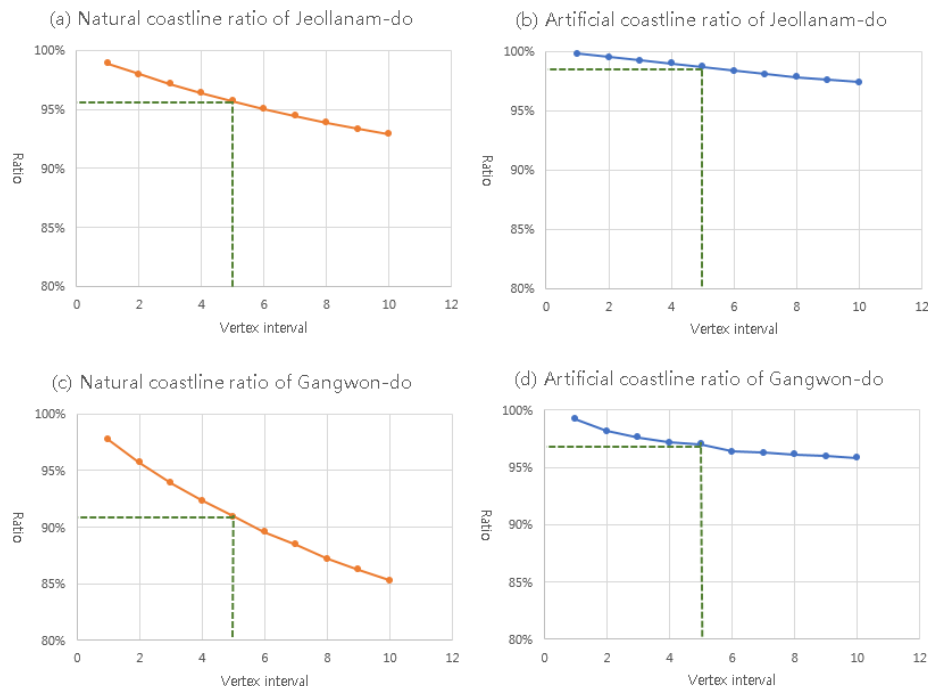 (a) Natural coastline ratio of Jeollanam-do
100%
95%
90%
85%
80%
Ratio
0 2 4 6 8 10 12
Vertex interval
(b) Artificial coastline ratio of Jeollanam-do
100%
95%
90%
85%
80%
Ratio
0 2 4 6 8 10 12
Vertex interval
(c) Natural coastline ratio of Gangwon-do
100%
95%
90%
85%
80%
Ratio
0 2 4 6 8 10 12
Vertex interval
(d) Artificial coastline ratio of Gangwon-do
100%
95%
90%
85%
80%
Ratio
0 2 4 6 8 10 12
Vertex interval